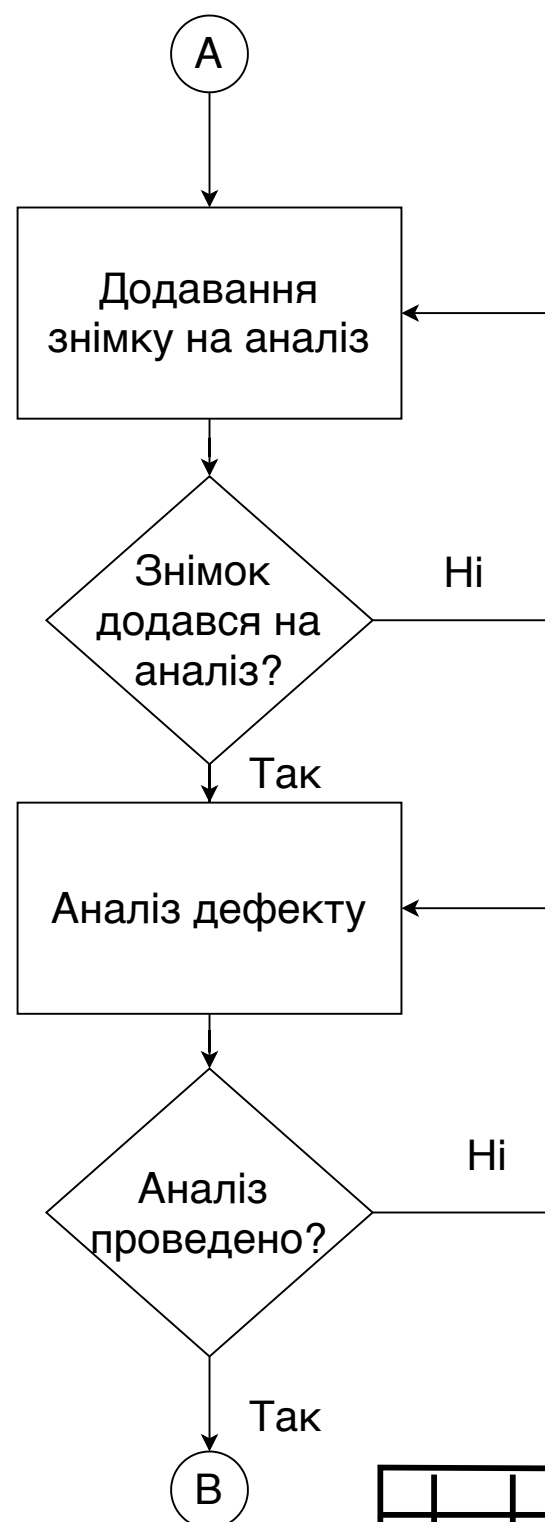 A
Додавання
знімку на аналіз
Знімок
додався на
аналіз?
Ні
Так
Аналіз дефекту
Аналіз
проведено?
Ні
Так
B